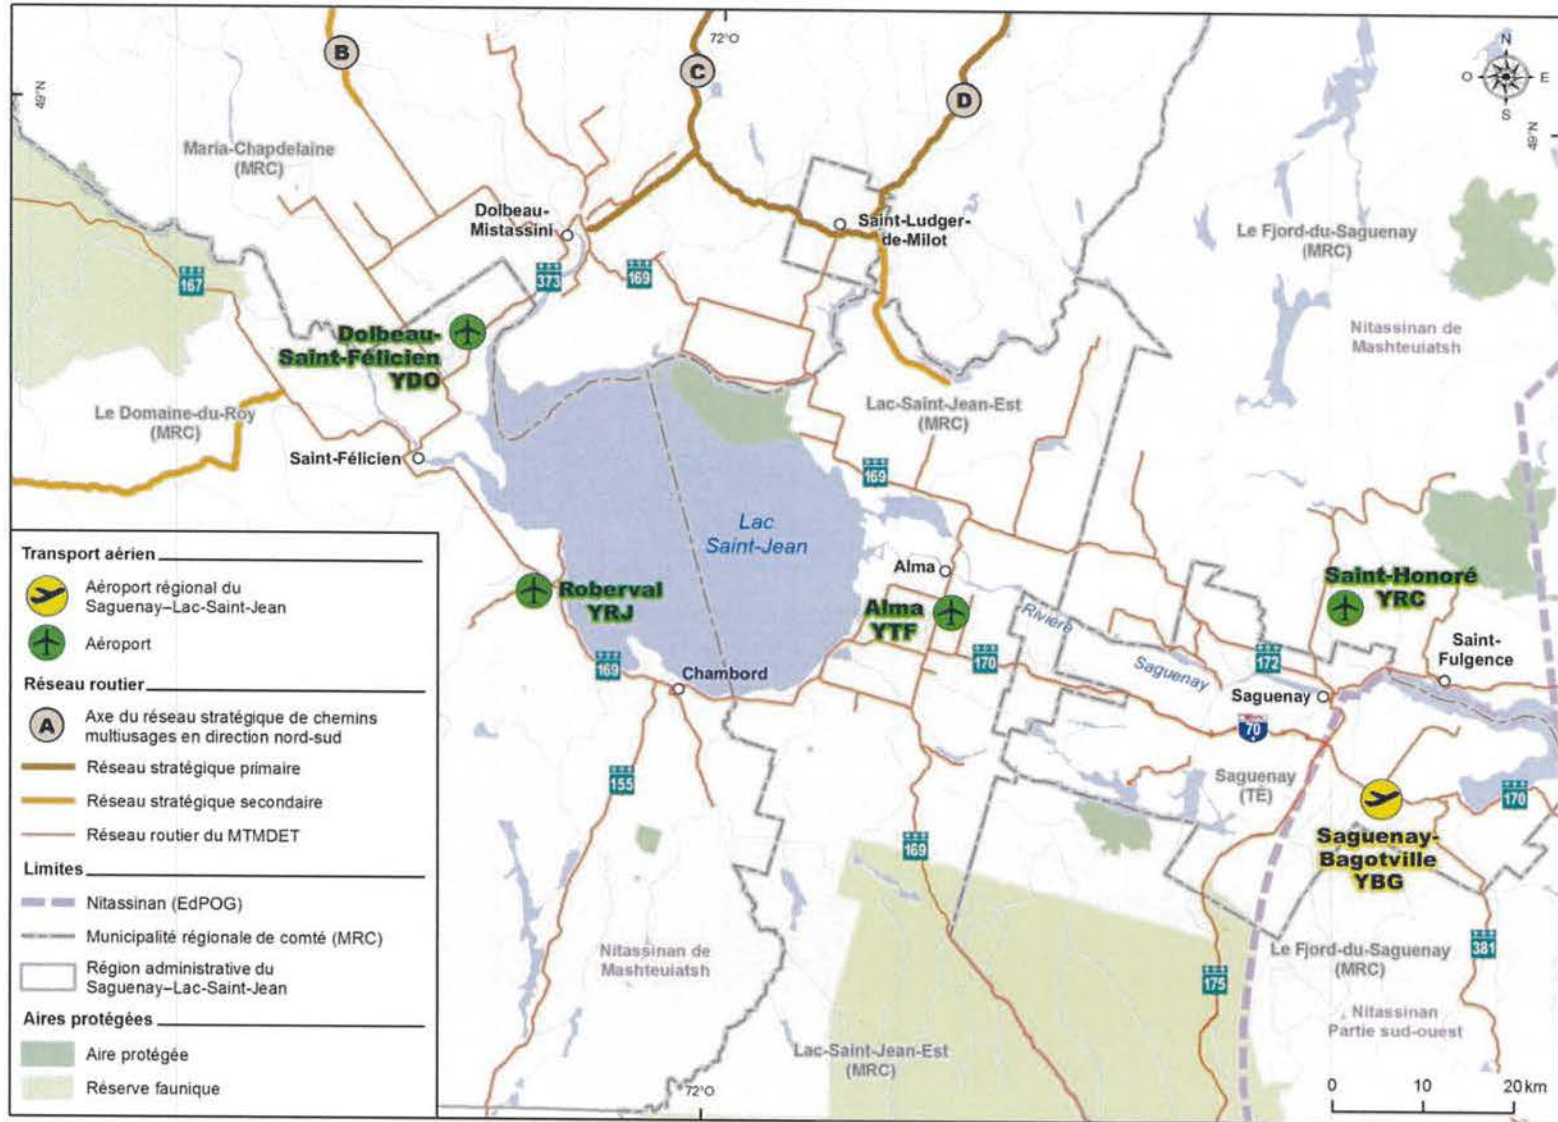 B
C
72°O
D
N
O
E
S
49°N
49°N
Maria-Chapdelaine
(MRC)
Dolbeau-
Mistassini
Saint-Ludger-
de-Milot
Le Fjord-du-Saguenay
(MRC)
167
373
169
Dolbeau-
Saint-Félicien
YDO
Nitassinan de
Mashteuiatsh
Le Domaine-du-Roy
(MRC)
Lac-Saint-Jean-Est
(MRC)
Saint-Félicien
169
Lac
Saint-Jean
Alma
Alma
YTF
Roberval
YRJ
Saint-Honoré
YRC
Rivière
Saguenay
Saint-
Fulgence
170
172
169
Chambord
Saguenay
70
155
Saguenay
(TÉ)
170
169
Saguenay-
Bagotville
YBG
Nitassinan de
Mashteuiatsh
Le Fjord-du-Saguenay
(MRC)
381
175
Nitassinan
Partie sud-ouest
Lac-Saint-Jean-Est
(MRC)
72°O
0 10 20 km
Transport aérien
Aéroport régional du
Saguenay–Lac-Saint-Jean
Aéroport
Réseau routier
A
Axe du réseau stratégique de chemins
multiusages en direction nord-sud
Réseau stratégique primaire
Réseau stratégique secondaire
Réseau routier du MTMDET
Limites
Nitassinan (EdPOG)
Municipalité régionale de comté (MRC)
Région administrative du
Saguenay–Lac-Saint-Jean
Aires protégées
Aire protégée
Réserve faunique